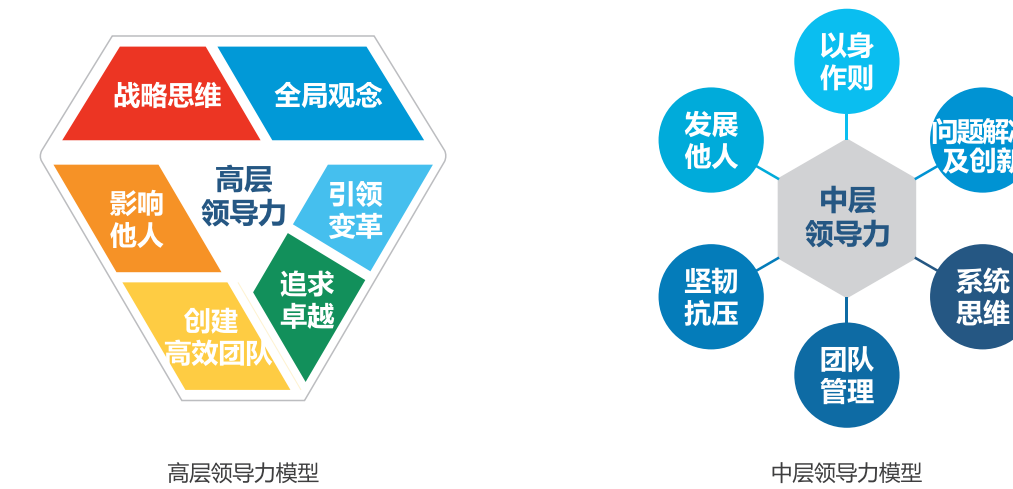 战略思维
全局观念
高层
领导力
影响
他人
引领
变革
追求
卓越
创建
高效团队
高层领导力模型
以身
作则
发展
他人
问题解决
及创新
中层
领导力
坚韧
抗压
系统
思维
团队
管理
中层领导力模型